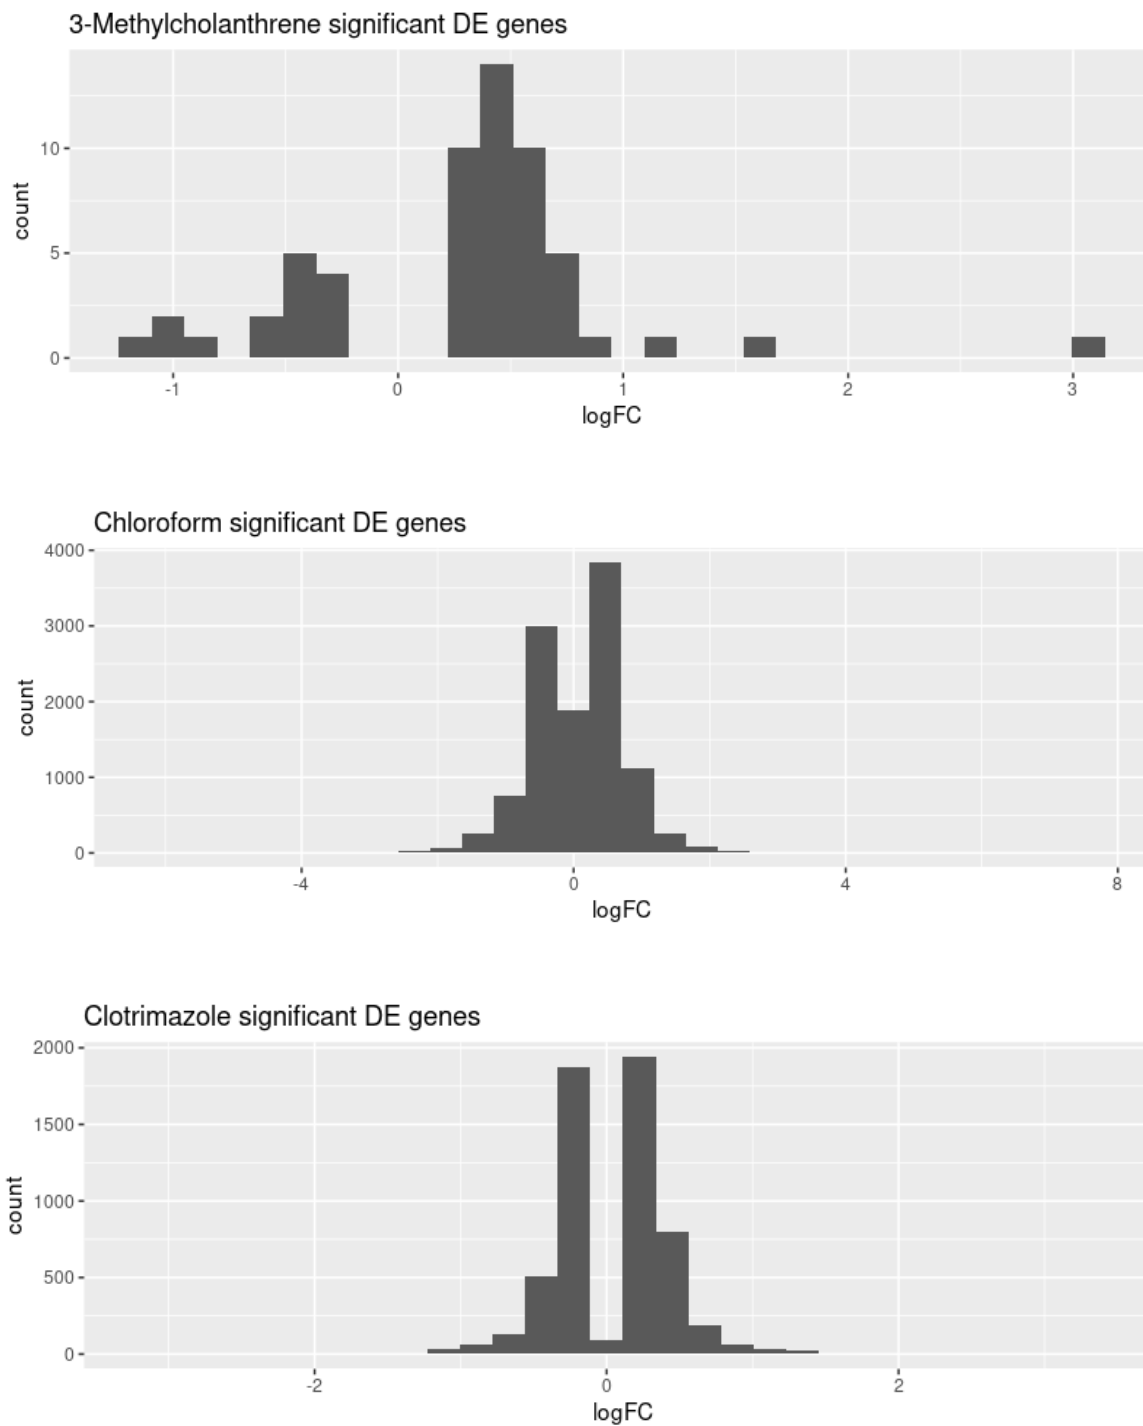 3-Methylcholanthrene significant DE genes
10
5
0
count
-1 0 1 2 3
logFC
Chloroform significant DE genes
4000
3000
2000
1000
0
count
-4 0 4 8
logFC
Clotrimazole significant DE genes
2000
1500
1000
500
0
count
-2 0 2
logFC